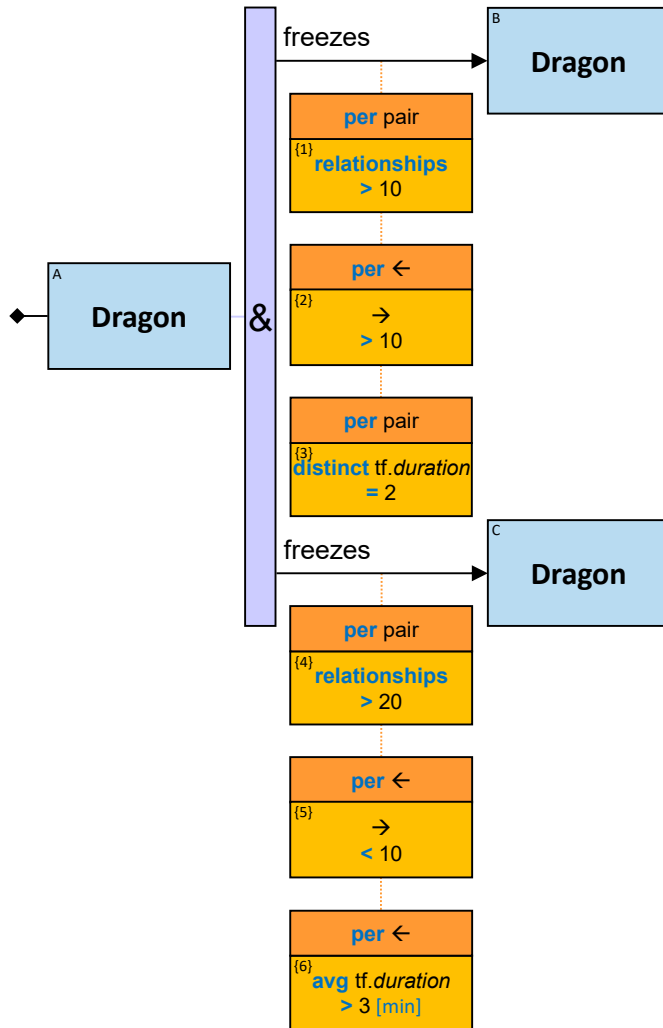 freezes
B
Dragon
per pair
{1}
relationships
> 10
per ←
{2}
→
> 10
A
Dragon
&
per pair
{3}
distinct tf.duration
= 2
freezes
C
Dragon
per pair
{4}
relationships
> 20
per ←
{5}
→
< 10
per ←
{6}
avg tf.duration
> 3 [min]